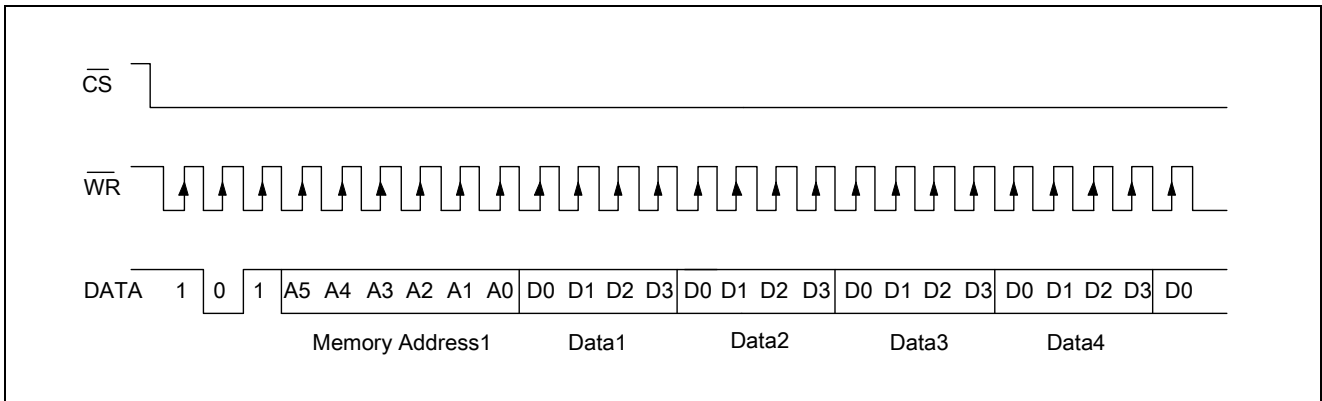 CS
WR
DATA 1 0 1 A5 A4 A3 A2 A1 A0 D0 D1 D2 D3 D0 D1 D2 D3 D0 D1 D2 D3 D0 D1 D2 D3 D0
Memory Address1 Data1 Data2 Data3 Data4